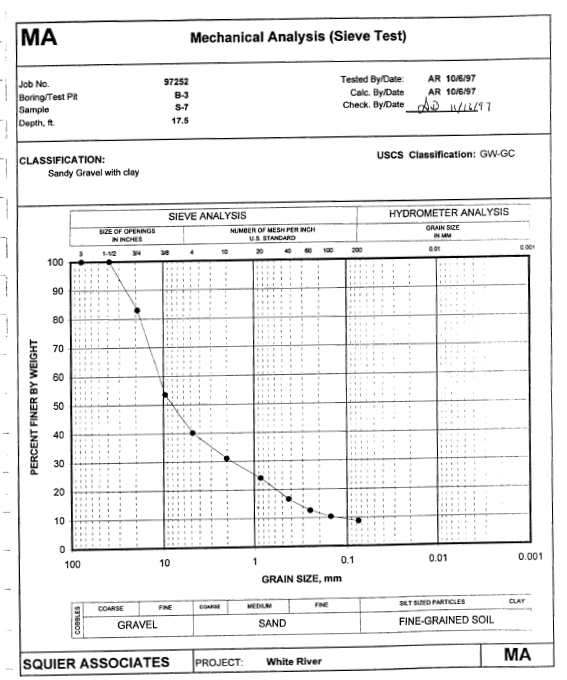 MA
Mechanical Analysis (Sieve Test)
Job No. 97252
Boring/Test Pit B-3
Sample S-7
Depth, ft. 17.5
Tested By/Date: AR 10/6/97
Calc. By/Date AR 10/6/97
Check. By/Date 11/16/97
CLASSIFICATION:
Sandy Gravel with clay
USCS Classification: GW-GC
SIEVE ANALYSIS HYDROMETER ANALYSIS
SIZE OF OPENINGS
IN INCHES
NUMBER OF MESH PER INCH
U.S. STANDARD
GRAIN SIZE
IN MM
3 1-1/2 3/4 3/8 4 10 20 40 60 100 200 0.01 0.001
100
90
80
70
60
50
40
30
20
10
0
PERCENT FINER BY WEIGHT
100 10 1 0.1 0.01 0.001
GRAIN SIZE, mm
COBBLES
COARSE FINE COARSE MEDIUM FINE SILT SIZED PARTICLES CLAY
GRAVEL SAND FINE-GRAINED SOIL
SQUIER ASSOCIATES PROJECT: White River MA